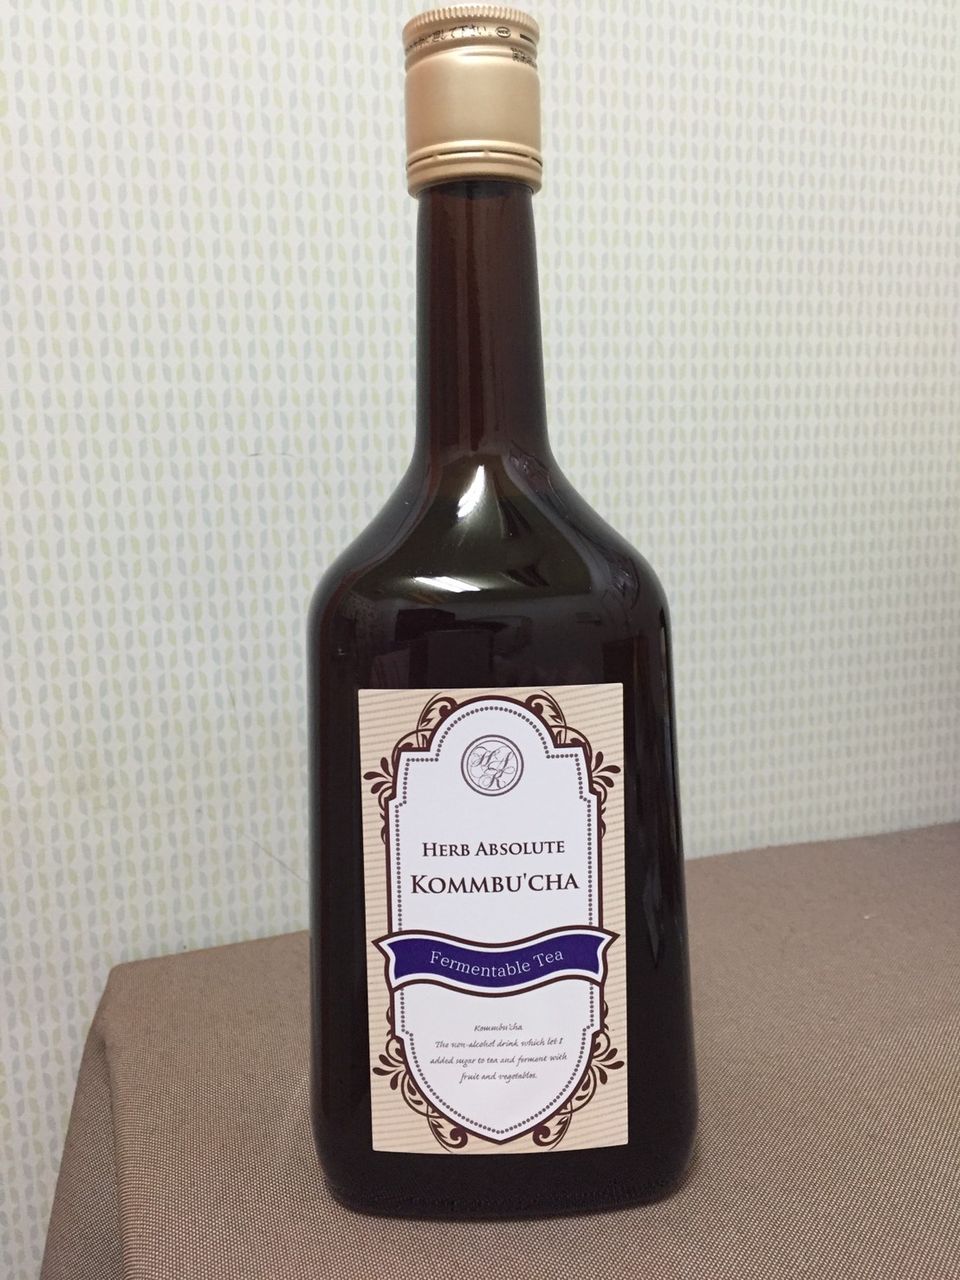 HAK
HERB ABSOLUTE
KOMMBU'CHA
Fermentable Tea
Kommbu'cha
The non-alcohol drink which let I
added sugar to tea and ferment with
fruit and vegetables.